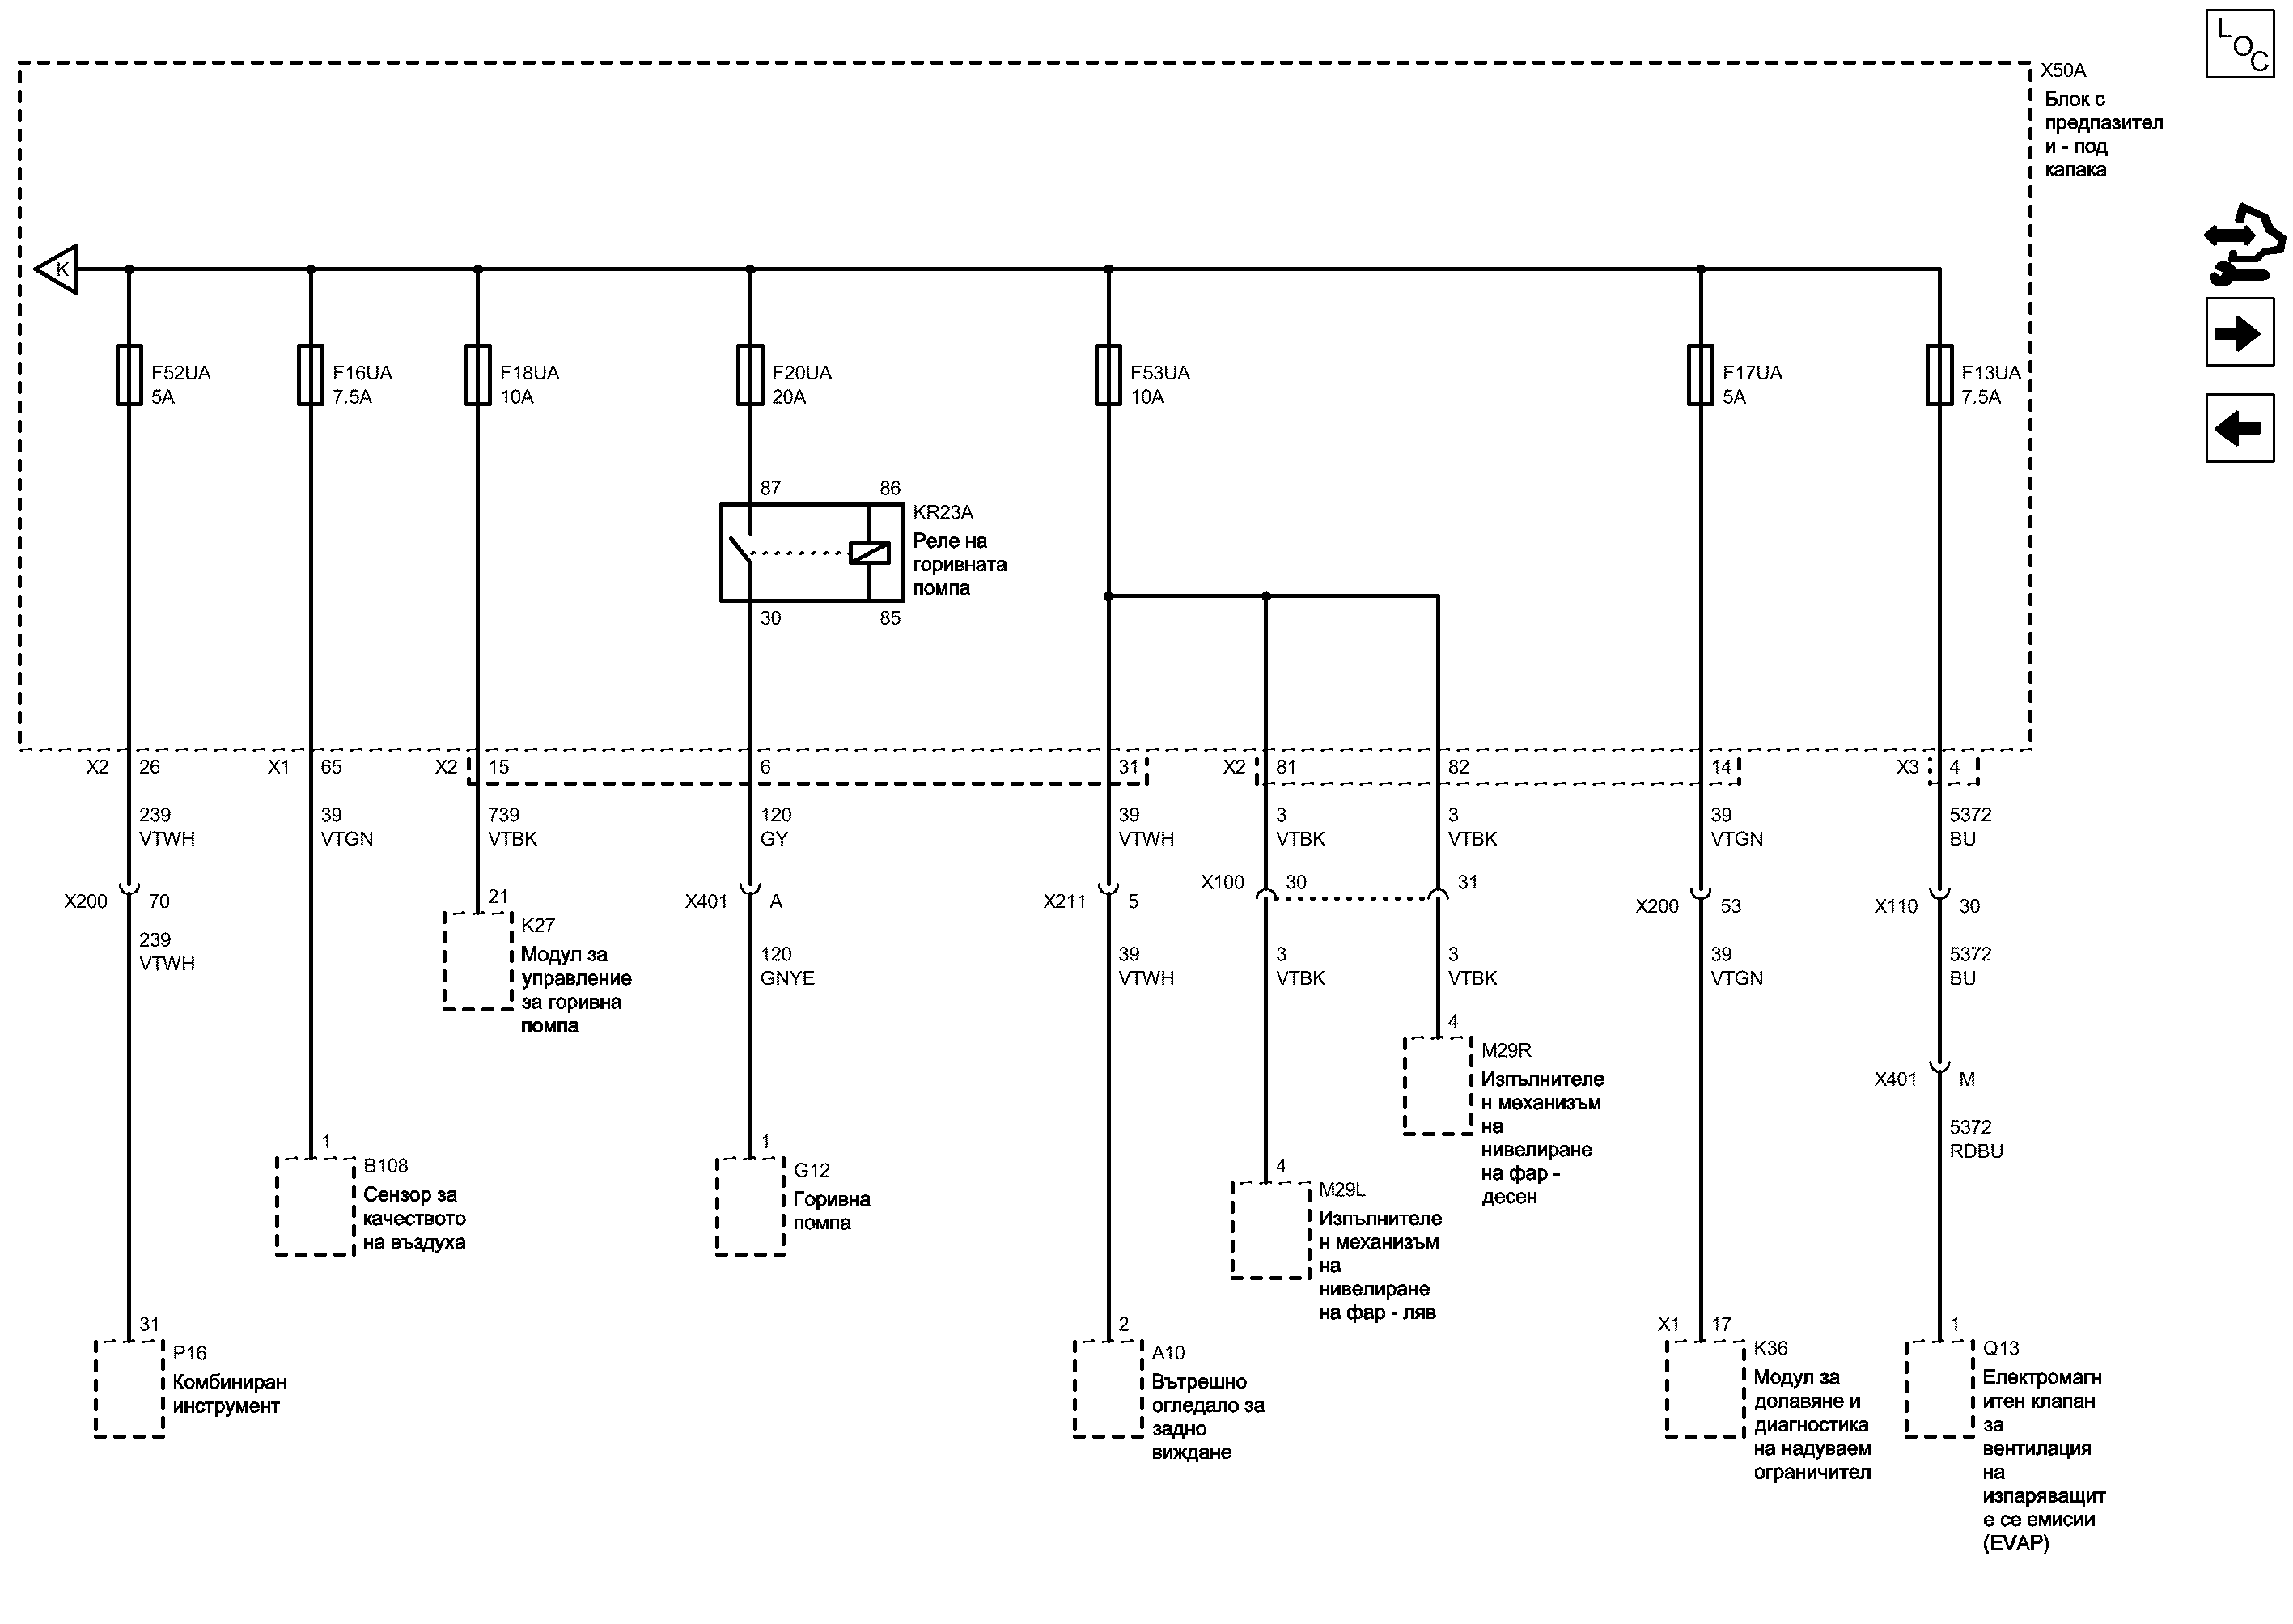 LOC
X50A
Блок с
предпазител
и - под
капака
K
F52UA
5A
F16UA
7.5A
F18UA
10A
F20UA
20A
F53UA
10A
F17UA
5A
F13UA
7.5A
87 86
KR23A
Реле на
горивната
помпа
30 85
X2 26 X1 65 X2 15 6 31 X2 81 82 14 X3 4
239 39 739 120 39 3 3 39 5372
VTWH VTGN VTBK GY VTWH VTBK VTBK VTGN BU
X100 30 31
X200 70 X401 A X211 5 X200 53 X110 30
239
VTWH
21
K27
Модул за
управление
за горивна
помпа
120
GNYE
39
VTWH
3
VTBK
3
VTBK
39
VTGN
5372
BU
4
M29R
Изпълнителе
н механизъм
на
нивелиране
на фар -
десен
X401 M
5372
RDBU
1
B108
Сензор за
качеството
на въздуха
1
G12
Горивна
помпа
4
M29L
Изпълнителе
н механизъм
на
нивелиране
на фар - ляв
31
P16
Комбиниран
инструмент
2
A10
Вътрешно
огледало за
задно
виждане
X1 17
K36
Модул за
долавяне и
диагностика
на надуваем
ограничител
1
Q13
Електромагн
итен клапан
за
вентилация
на
изпаряващит
е се емисии
(EVAP)